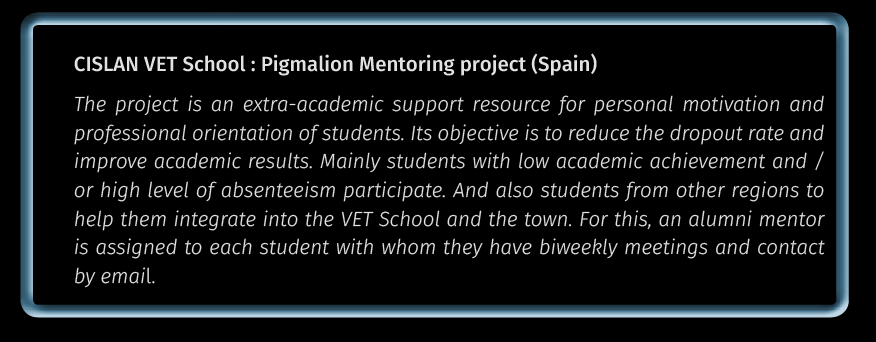 CISLAN VET School : Pigmalion Mentoring project (Spain)
The project is an extra-academic support resource for personal motivation and
professional orientation of students. Its objective is to reduce the dropout rate and
improve academic results. Mainly students with low academic achievement and /
or high level of absenteeism participate. And also students from other regions to
help them integrate into the VET School and the town. For this, an alumni mentor
is assigned to each student with whom they have biweekly meetings and contact
by email.